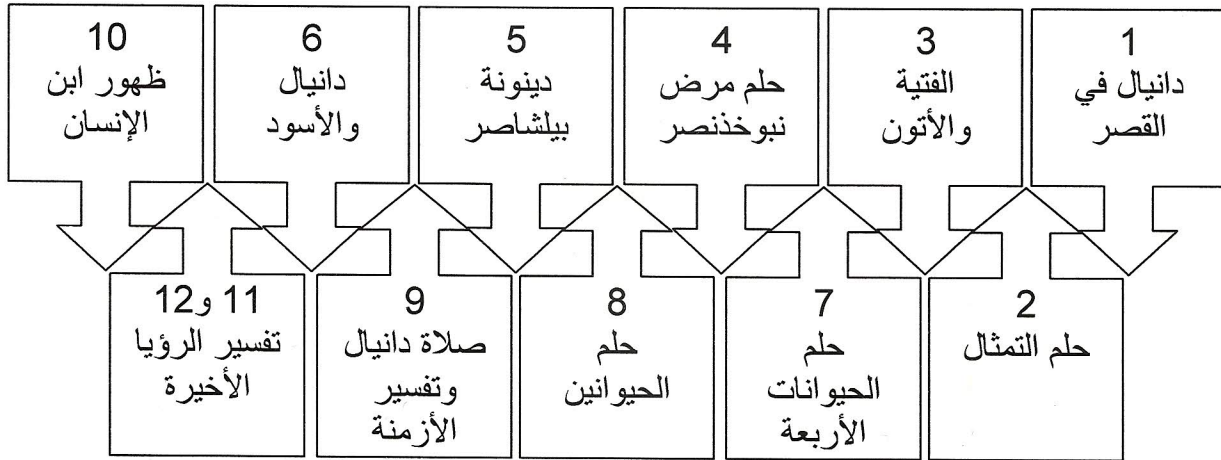 1
دانيال في
القصر
3
الفتية
والأتون
4
حلم مرض
نبوخذنصر
5
دينونة
بيلشاصر
6
دانيال
والأسود
10
ظهور ابن
الإنسان
2
حلم التمثال
7
حلم
الحيوانات
الأربعة
8
حلم
الحيوانين
9
صلاة دانيال
وتفسير
الأزمنة
11 و12
تفسير الرؤيا
الأخيرة